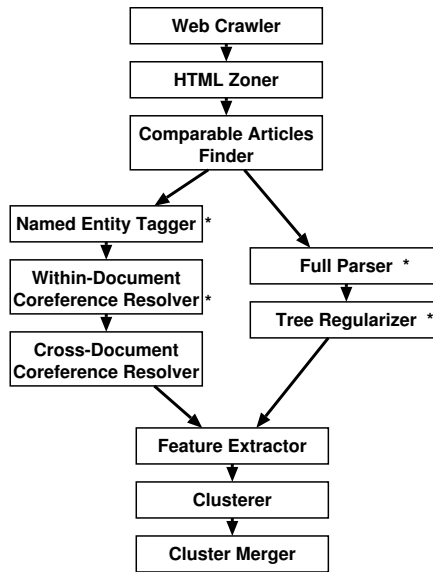 Web Crawler
HTML Zoner
Comparable Articles
Finder
Named Entity Tagger *
Within-Document
Coreference Resolver *
Cross-Document
Coreference Resolver
Full Parser *
Tree Regularizer *
Feature Extractor
Clusterer
Cluster Merger